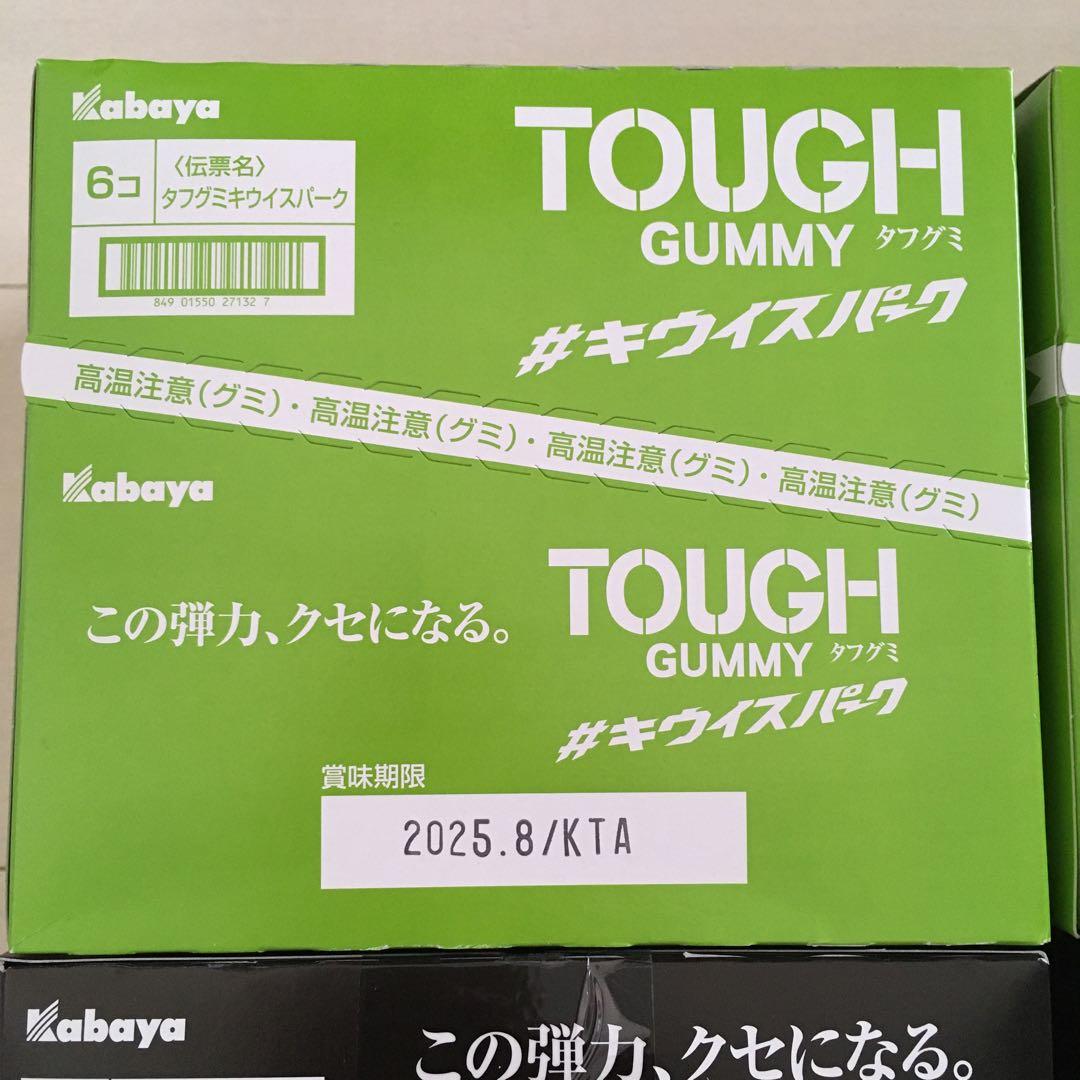 Kabaya
6コ
〈伝票名〉
タフグミキウイスパーク
849 01550 27132 7
TOUGH
GUMMY タフグミ
#キウイスパーク
高温注意(グミ)・高温注意(グミ)・高温注意(グミ)・高温注意(グミ)
Kabaya
この弾力、クセになる。
TOUGH
GUMMY タフグミ
#キウイスパーク
賞味期限
2025.8/KTA
Kabaya
この弾力、クセになる。